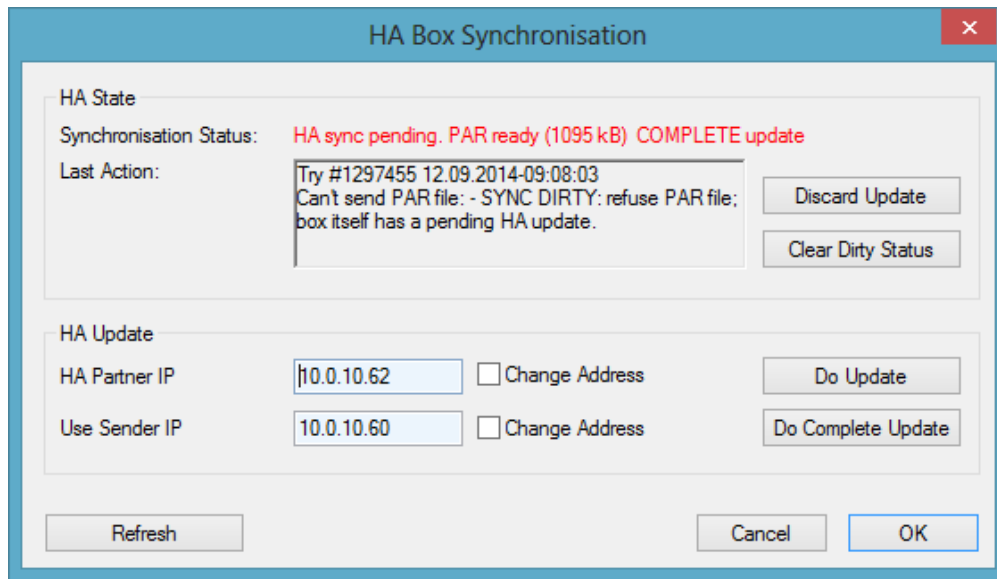 HA Box Synchronisation
HA State
Synchronisation Status: HA sync pending. PAR ready (1095 kB) COMPLETE update
Last Action:
Try #1297455 12.09.2014-09:08:03
Can't send PAR file: - SYNC DIRTY: refuse PAR file;
box itself has a pending HA update.
Discard Update
Clear Dirty Status
HA Update
HA Partner IP 10.0.10.62 Change Address Do Update
Use Sender IP 10.0.10.60 Change Address Do Complete Update
Refresh Cancel OK